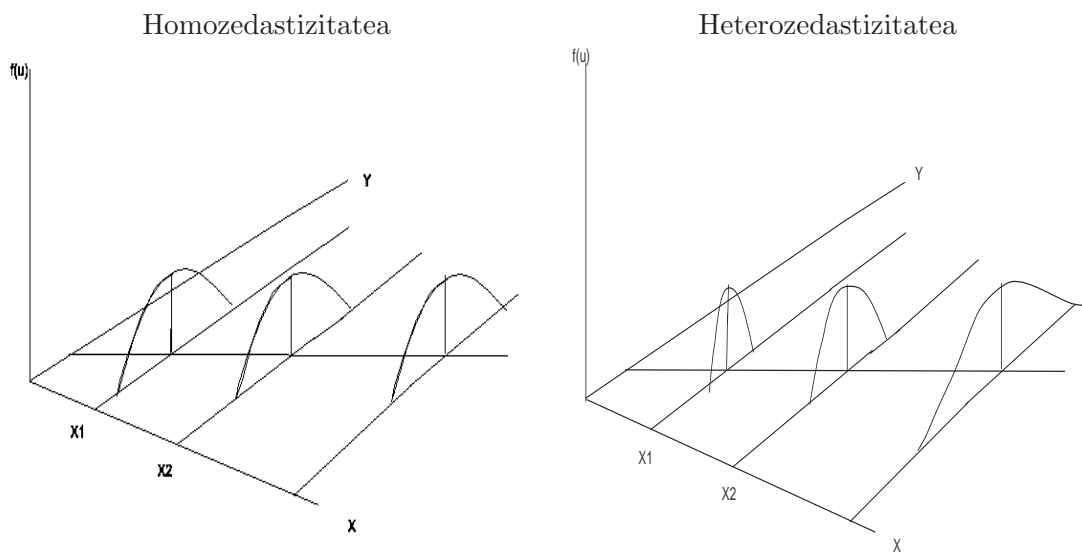 Homozedastizitatea
f(u)
Y
X1
X2
X
Heterozedastizitatea
f(u)
Y
X1
X2
X